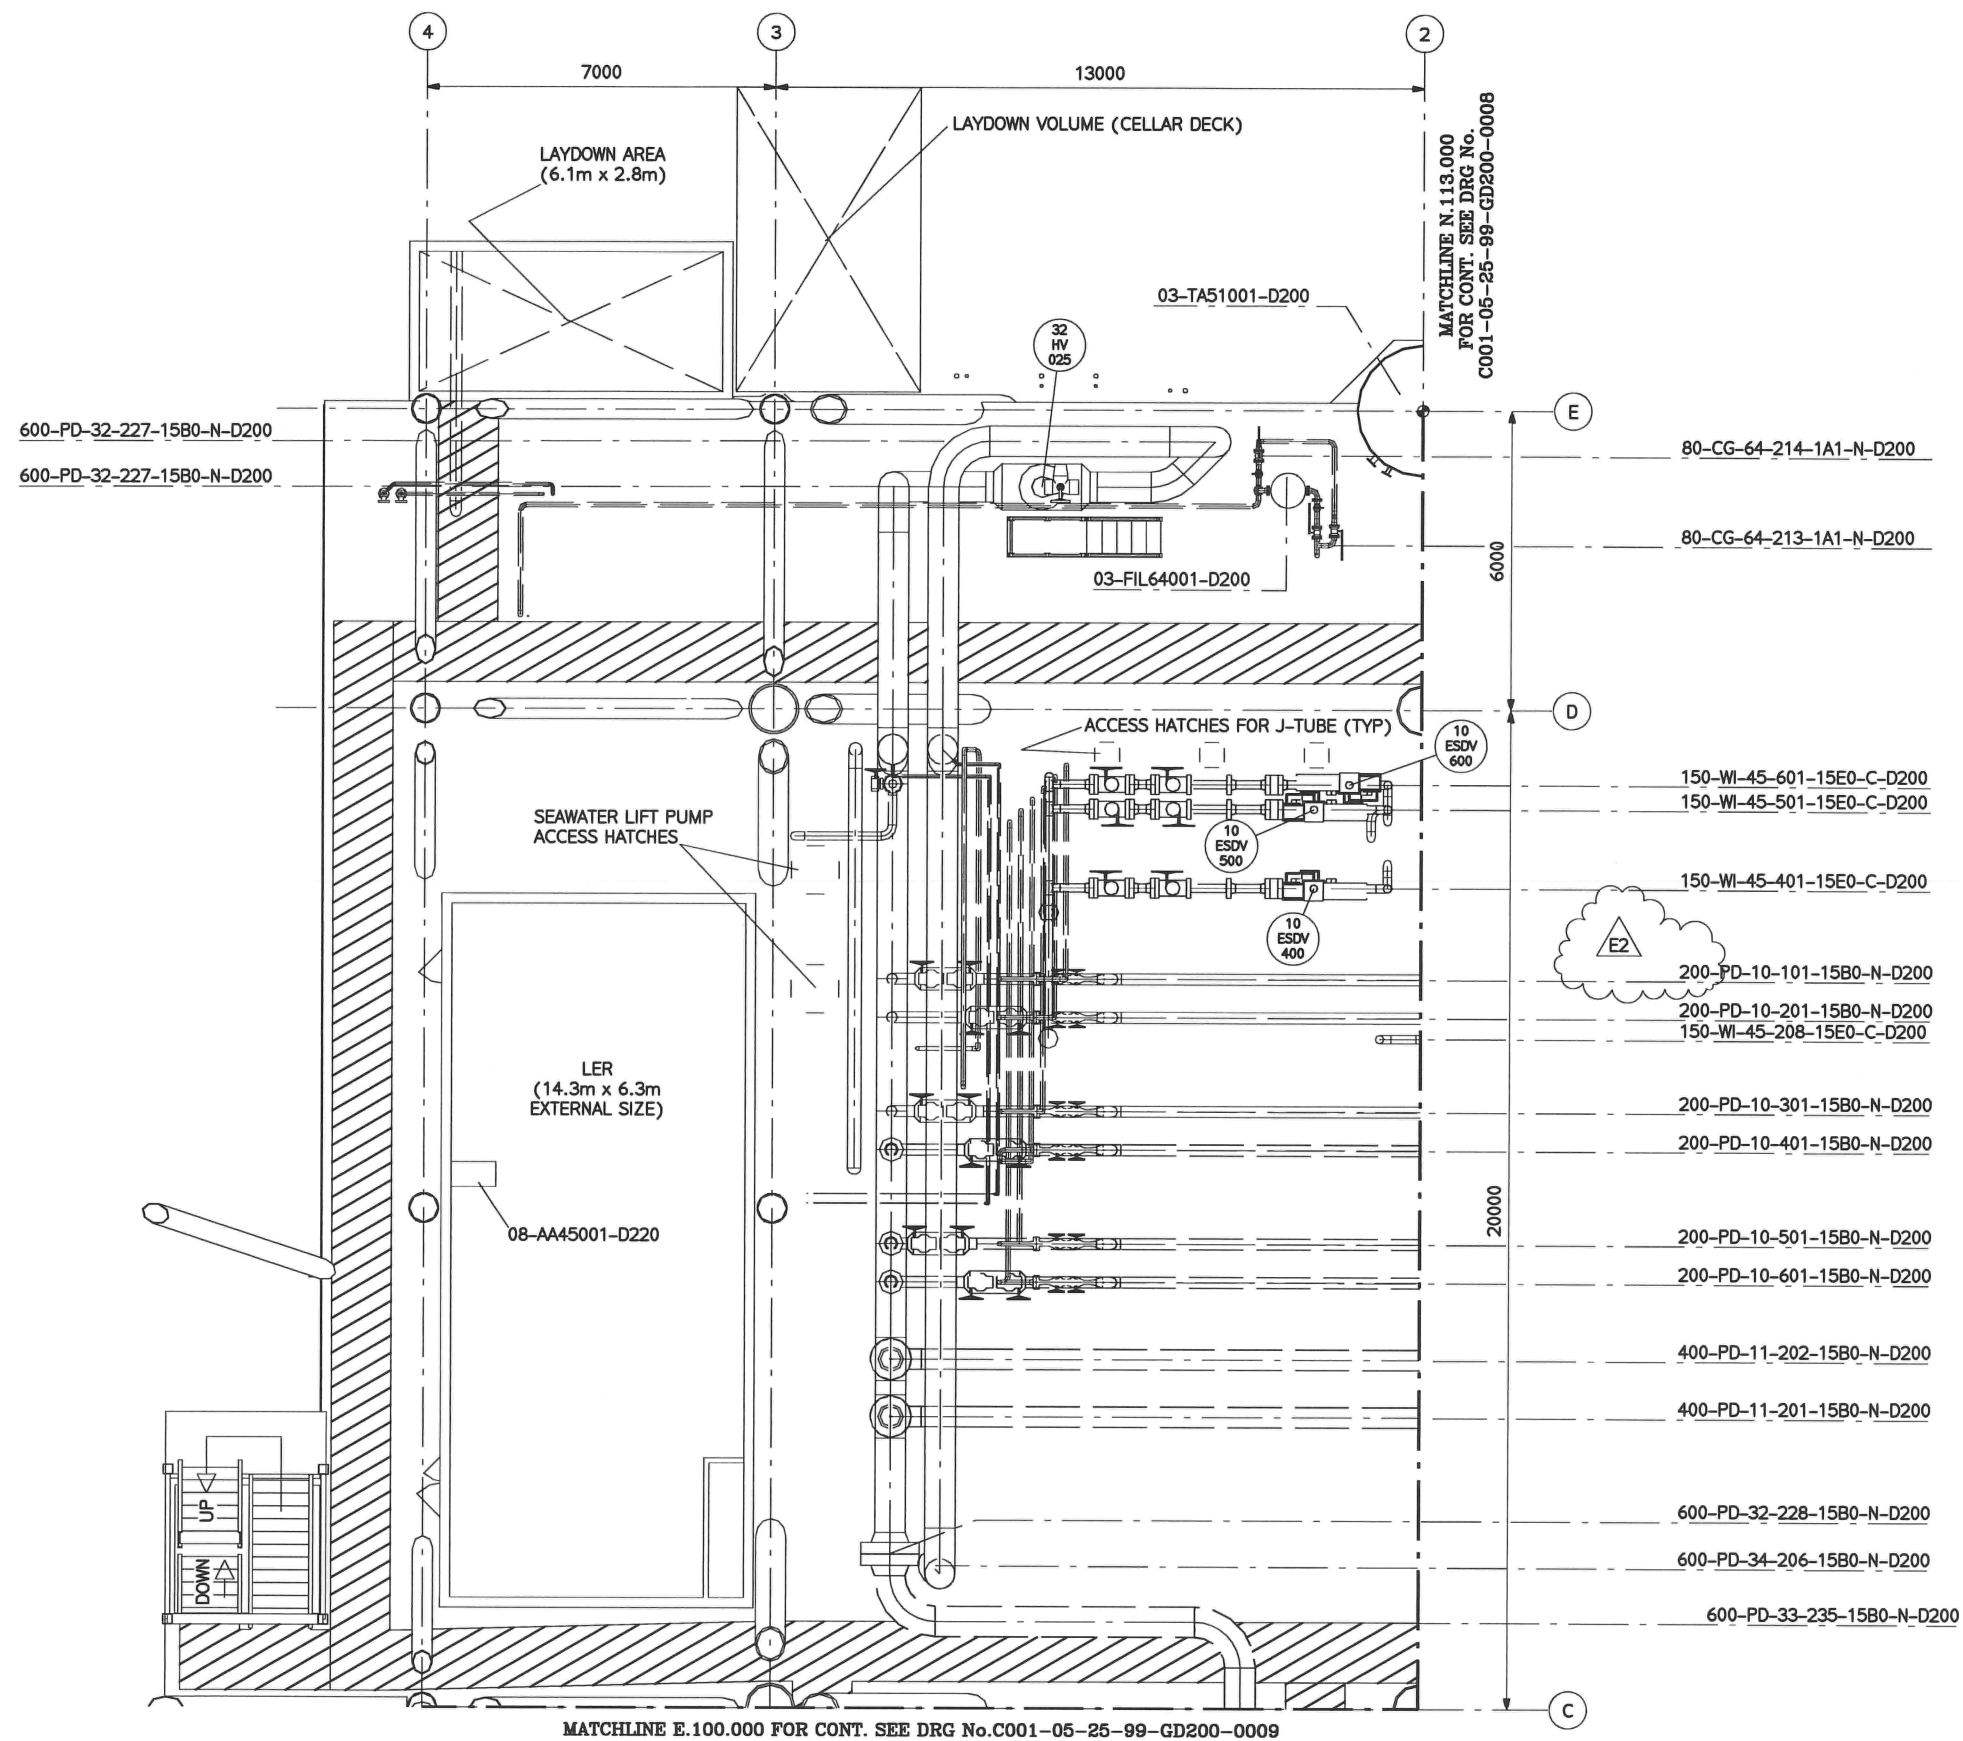 4
3
2
7000
13000
LAYDOWN VOLUME (CELLAR DECK)
LAYDOWN AREA
(6.1m x 2.8m)
MATCHLINE N.113.000
FOR CONT. SEE DRG No.
C001-05-25-99-GD200-0008
03-TA51001-D200
32
HV
025
E
600-PD-32-227-15B0-N-D200
80-CG-64-214-1A1-N-D200
600-PD-32-227-15B0-N-D200
80-CG-64-213-1A1-N-D200
6000
03-FIL64001-D200
D
ACCESS HATCHES FOR J-TUBE (TYP)
10
ESDV
600
150-WI-45-601-15E0-C-D200
150-WI-45-501-15E0-C-D200
SEAWATER LIFT PUMP
ACCESS HATCHES
10
ESDV
500
150-WI-45-401-15E0-C-D200
10
ESDV
400
E2
200-PD-10-101-15B0-N-D200
200-PD-10-201-15B0-N-D200
150-WI-45-208-15E0-C-D200
LER
(14.3m x 6.3m
EXTERNAL SIZE)
200-PD-10-301-15B0-N-D200
200-PD-10-401-15B0-N-D200
20000
08-AA45001-D220
200-PD-10-501-15B0-N-D200
200-PD-10-601-15B0-N-D200
400-PD-11-202-15B0-N-D200
400-PD-11-201-15B0-N-D200
UP
DOWN
600-PD-32-228-15B0-N-D200
600-PD-34-206-15B0-N-D200
600-PD-33-235-15B0-N-D200
C
MATCHLINE E.100.000 FOR CONT. SEE DRG No.C001-05-25-99-GD200-0009